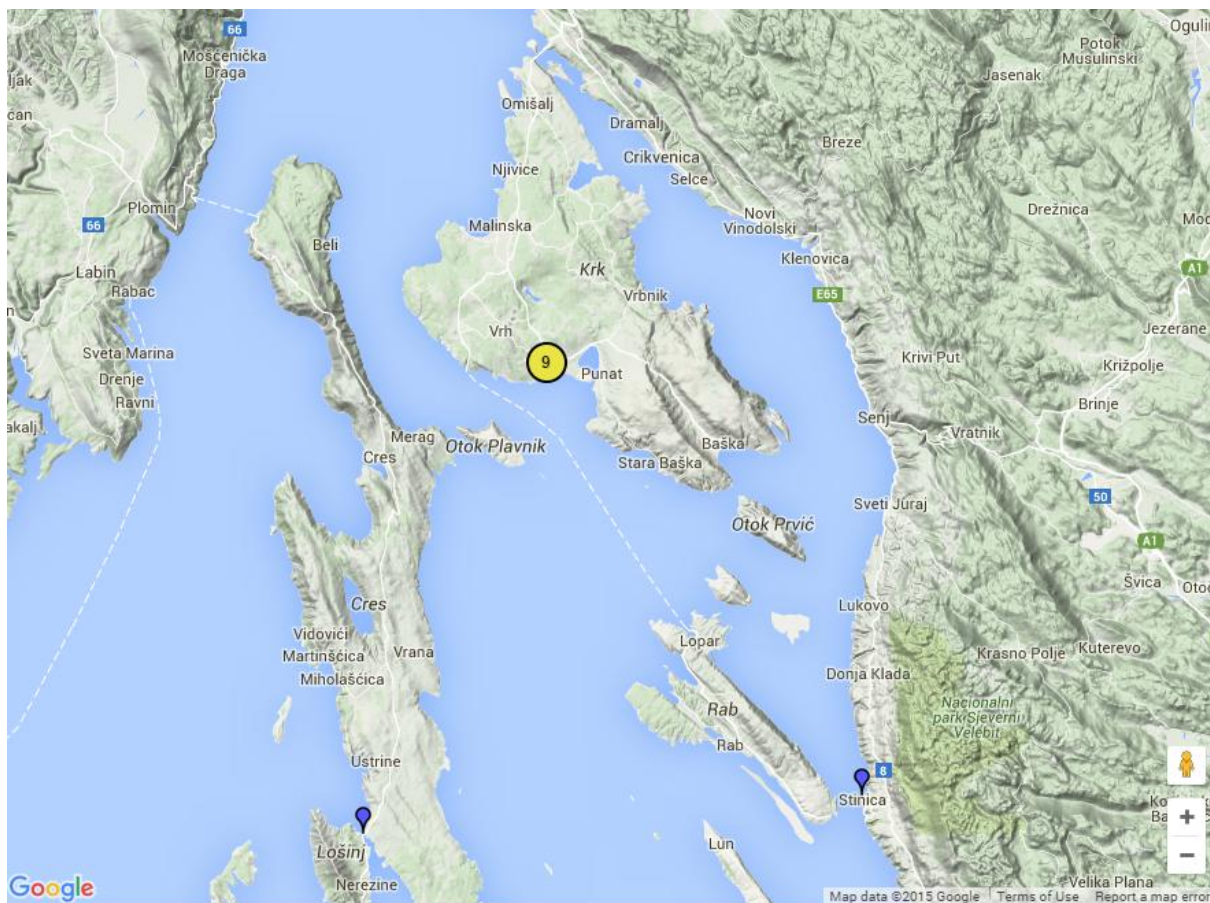 66
Ogulin
Mošćenička
Draga
Potok
Musulinski
Jasenak
Omišalj
Dramalj
Breze
Crikvenica
Njivice
Selce
Plomin
Drežnica
66
Malinska
Novi
Vinodolski
Beli
Klenovica
Krk
A1
Labin
Rabac
Vrbnik
E65
Jezerane
Vrh
Sveta Marina
Krivi Put
Križpolje
9
Drenje
Punat
Ravni
Brinje
Senj
Merag
Otok Plavnik
Baška
Vratnik
Cres
Stara Baška
50
Sveti Juraj
Otok Prvić
A1
Švica
Cres
Lukovo
Vidovići
Lopar
Martinšćica
Vrana
Krasno Polje
Kuterevo
Miholašćica
Donja Klada
Rab
Nacionalni
park Sjeverni
Velebit
Rab
Ustrine
8
Stinica
+
Lošinj
Lun
−
Nerezine
Velika Plana
Google
Map data ©2015 Google
Terms of Use
Report a map error